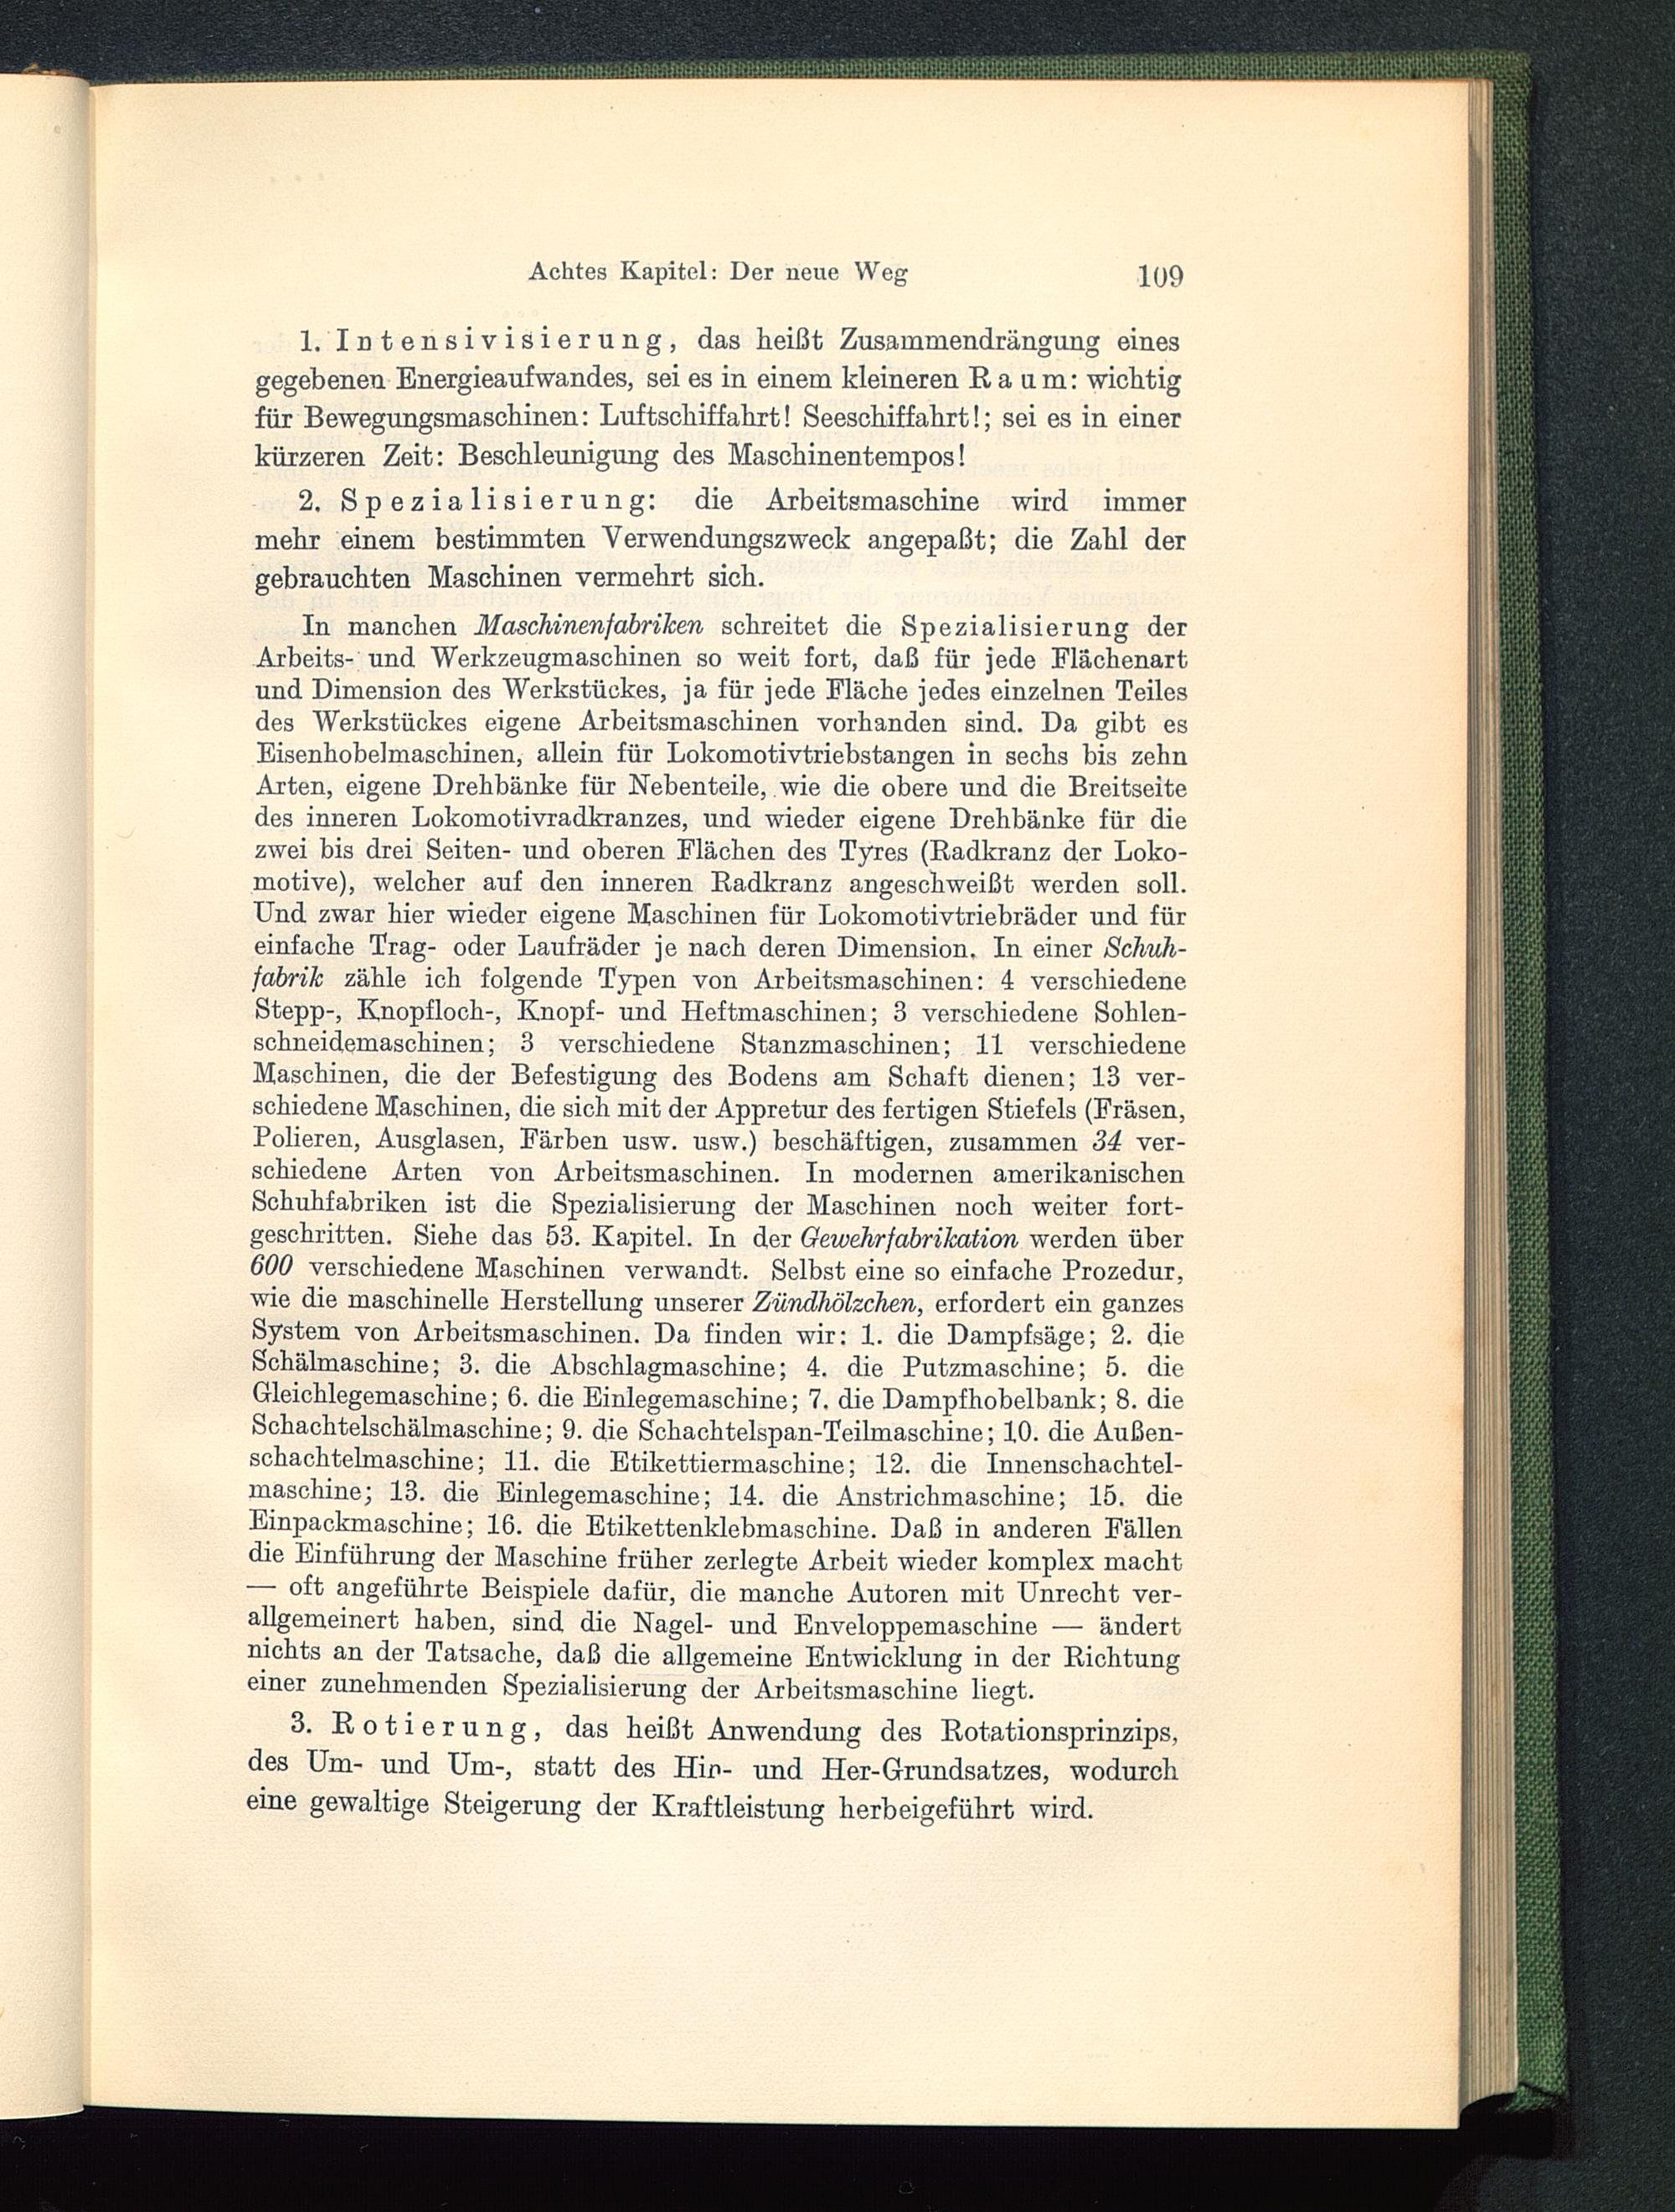 Achtes Kapitel: Der neue Weg 109
1. Intensivisierung, das heißt Zusammendrängung eines
gegebenen Energieaufwandes, sei es in einem kleineren Raum: wichtig
für Bewegungsmaschinen: Luftschiffahrt! Seeschiffahrt!; sei es in einer
kürzeren Zeit: Beschleunigung des Maschinentempos!
2. Spezialisierung: die Arbeitsmaschine wird immer
mehr einem bestimmten Verwendungszweck angepaßt; die Zahl der
gebrauchten Maschinen vermehrt sich.
In manchen Maschinenfabriken schreitet die Spezialisierung der
Arbeits- und Werkzeugmaschinen so weit fort, daß für jede Flächenart
und Dimension des Werkstückes, ja für jede Fläche jedes einzelnen Teiles
des Werkstückes eigene Arbeitsmaschinen vorhanden sind. Da gibt es
Eisenhobelmaschinen, allein für Lokomotivtriebstangen in sechs bis zehn
Arten, eigene Drehbänke für Nebenteile, wie die obere und die Breitseite
des inneren Lokomotivradkranzes, und wieder eigene Drehbänke für die
zwei bis drei Seiten- und oberen Flächen des Tyres (Radkranz der Loko-
motive), welcher auf den inneren Radkranz angeschweißt werden soll.
Und zwar hier wieder eigene Maschinen für Lokomotivtriebräder und für
einfache Trag- oder Laufräder je nach deren Dimension. In einer Schuh-
fabrik zähle ich folgende Typen von Arbeitsmaschinen: 4 verschiedene
Stepp-, Knopfloch-, Knopf- und Heftmaschinen; 3 verschiedene Sohlen-
schneidemaschinen; 3 verschiedene Stanzmaschinen; 11 verschiedene
Maschinen, die der Befestigung des Bodens am Schaft dienen; 13 ver-
schiedene Maschinen, die sich mit der Appretur des fertigen Stiefels (Fräsen,
Polieren, Ausglasen, Färben usw. usw.) beschäftigen, zusammen 34 ver-
schiedene Arten von Arbeitsmaschinen. In modernen amerikanischen
Schuhfabriken ist die Spezialisierung der Maschinen noch weiter fort-
geschritten. Siehe das 53. Kapitel. In der Gewehrfabrikation werden über
600 verschiedene Maschinen verwandt. Selbst eine so einfache Prozedur,
wie die maschinelle Herstellung unserer Zündhölzchen, erfordert ein ganzes
System von Arbeitsmaschinen. Da finden wir: 1. die Dampfsäge; 2. die
Schälmaschine; 3. die Abschlagmaschine; 4. die Putzmaschine; 5. die
Gleichlegemaschine; 6. die Einlegemaschine; 7. die Dampfhobelbank; 8. die
Schachtelschälmaschine; 9. die Schachtelspan-Teilmaschine; 10. die Außen-
schachtelmaschine; 11. die Etikettiermaschine; 12. die Innenschachtel-
maschine; 13. die Einlegemaschine; 14. die Anstrichmaschine; 15. die
Einpackmaschine; 16. die Etikettenklebmaschine. Daß in anderen Fällen
die Einführung der Maschine früher zerlegte Arbeit wieder komplex macht
— oft angeführte Beispiele dafür, die manche Autoren mit Unrecht ver-
allgemeinert haben, sind die Nagel- und Enveloppemaschine — ändert
nichts an der Tatsache, daß die allgemeine Entwicklung in der Richtung
einer zunehmenden Spezialisierung der Arbeitsmaschine liegt.
3. Rotierung, das heißt Anwendung des Rotationsprinzips,
des Um- und Um-, statt des Hin- und Her-Grundsatzes, wodurch
eine gewaltige Steigerung der Kraftleistung herbeigeführt wird.